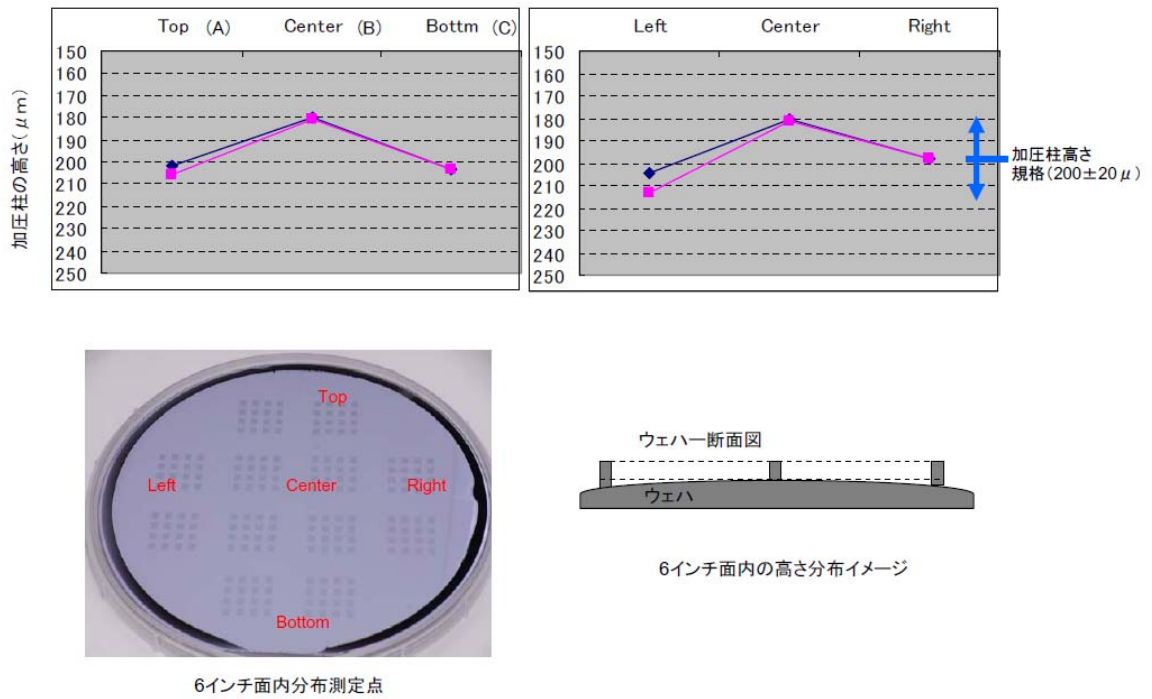 Top (A) Center (B) Bottm (C)
150
160
170
180
190
200
210
220
230
240
250
加圧柱の高さ(μm)
Left Center Right
150
160
170
180
190
200
210
220
230
240
250
加圧柱高さ
規格(200±20μ)
Top
Left Center Right
Bottom
6インチ面内分布測定点
ウェハー断面図
ウェハ
6インチ面内の高さ分布イメージ